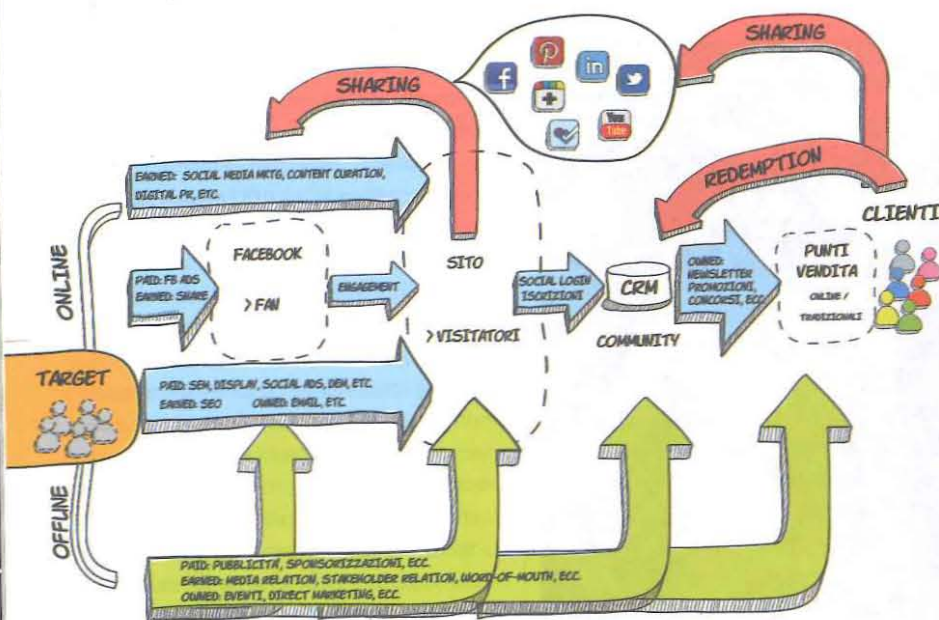 SHARING
SHARING
f
P
in
+
You
Tube
REDEMPTION
CLIENTI
EARNED: SOCIAL MEDIA MKTG, CONTENT CURATION,
DIGITAL PR, ETC.
ONLINE
PAID: FB ADS
EARNED: SHARE
FACEBOOK
> FAN
ENGAGEMENT
SITO
> VISITATORI
SOCIAL LOGIN
ISCRIZIONI
CRM
COMMUNITY
OWNED:
NEWSLETTER
PROMOZIONI,
CONCORSI, ECC.
PUNTI
VENDITA
ONLINE /
TRADIZIONALI
TARGET
PAID: SEM, DISPLAY, SOCIAL ADS, DEM, ETC
EARNED: SEO OWNED: EMAIL, ETC
OFFLINE
PAID: PUBBLICITÀ, SPONSORIZZAZIONI, ECC.
EARNED: MEDIA RELATION, STAKEHOLDER RELATION, WORD-OF-MOUTH, ECC.
OWNED: EVENTI, DIRECT MARKETING, ECC.